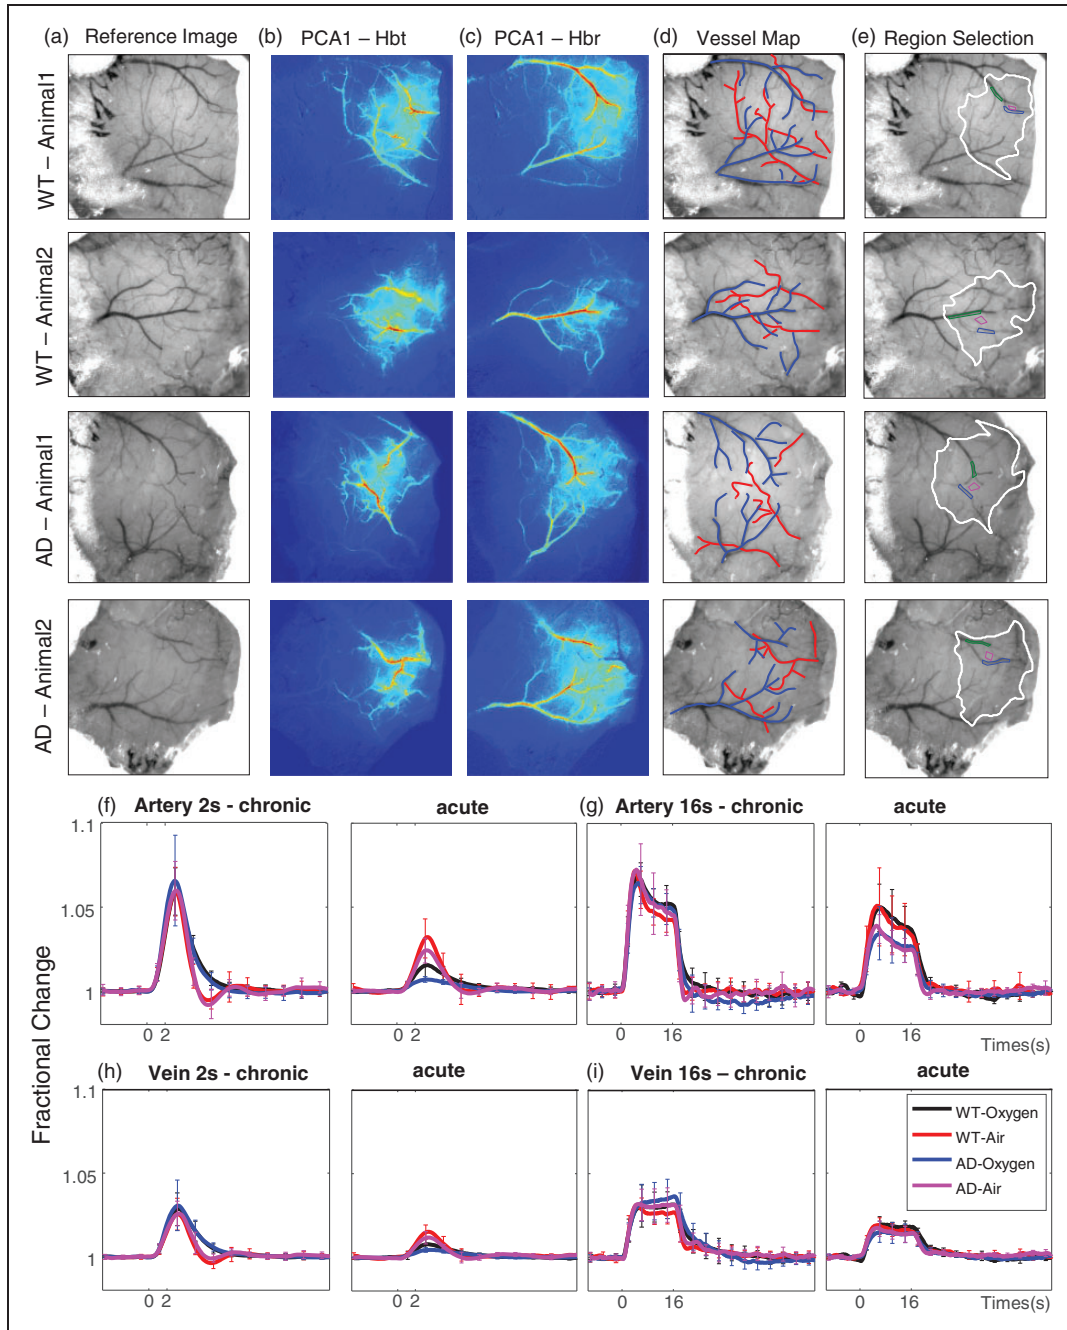 (a) Reference Image (b) PCA1 – Hbt (c) PCA1 – Hbr (d) Vessel Map (e) Region Selection
WT – Animal1
WT – Animal2
AD – Animal1
AD – Animal2
(f) Artery 2s - chronic acute (g) Artery 16s - chronic acute
1.1
1.05
1
0 2 0 2 0 16 0 16
Times(s)
Fractional Change
(h) Vein 2s - chronic acute (i) Vein 16s – chronic acute
1.1
WT-Oxygen
WT-Air
AD-Oxygen
AD-Air
1.05
1
0 2 0 2 0 16 0 16
Times(s)